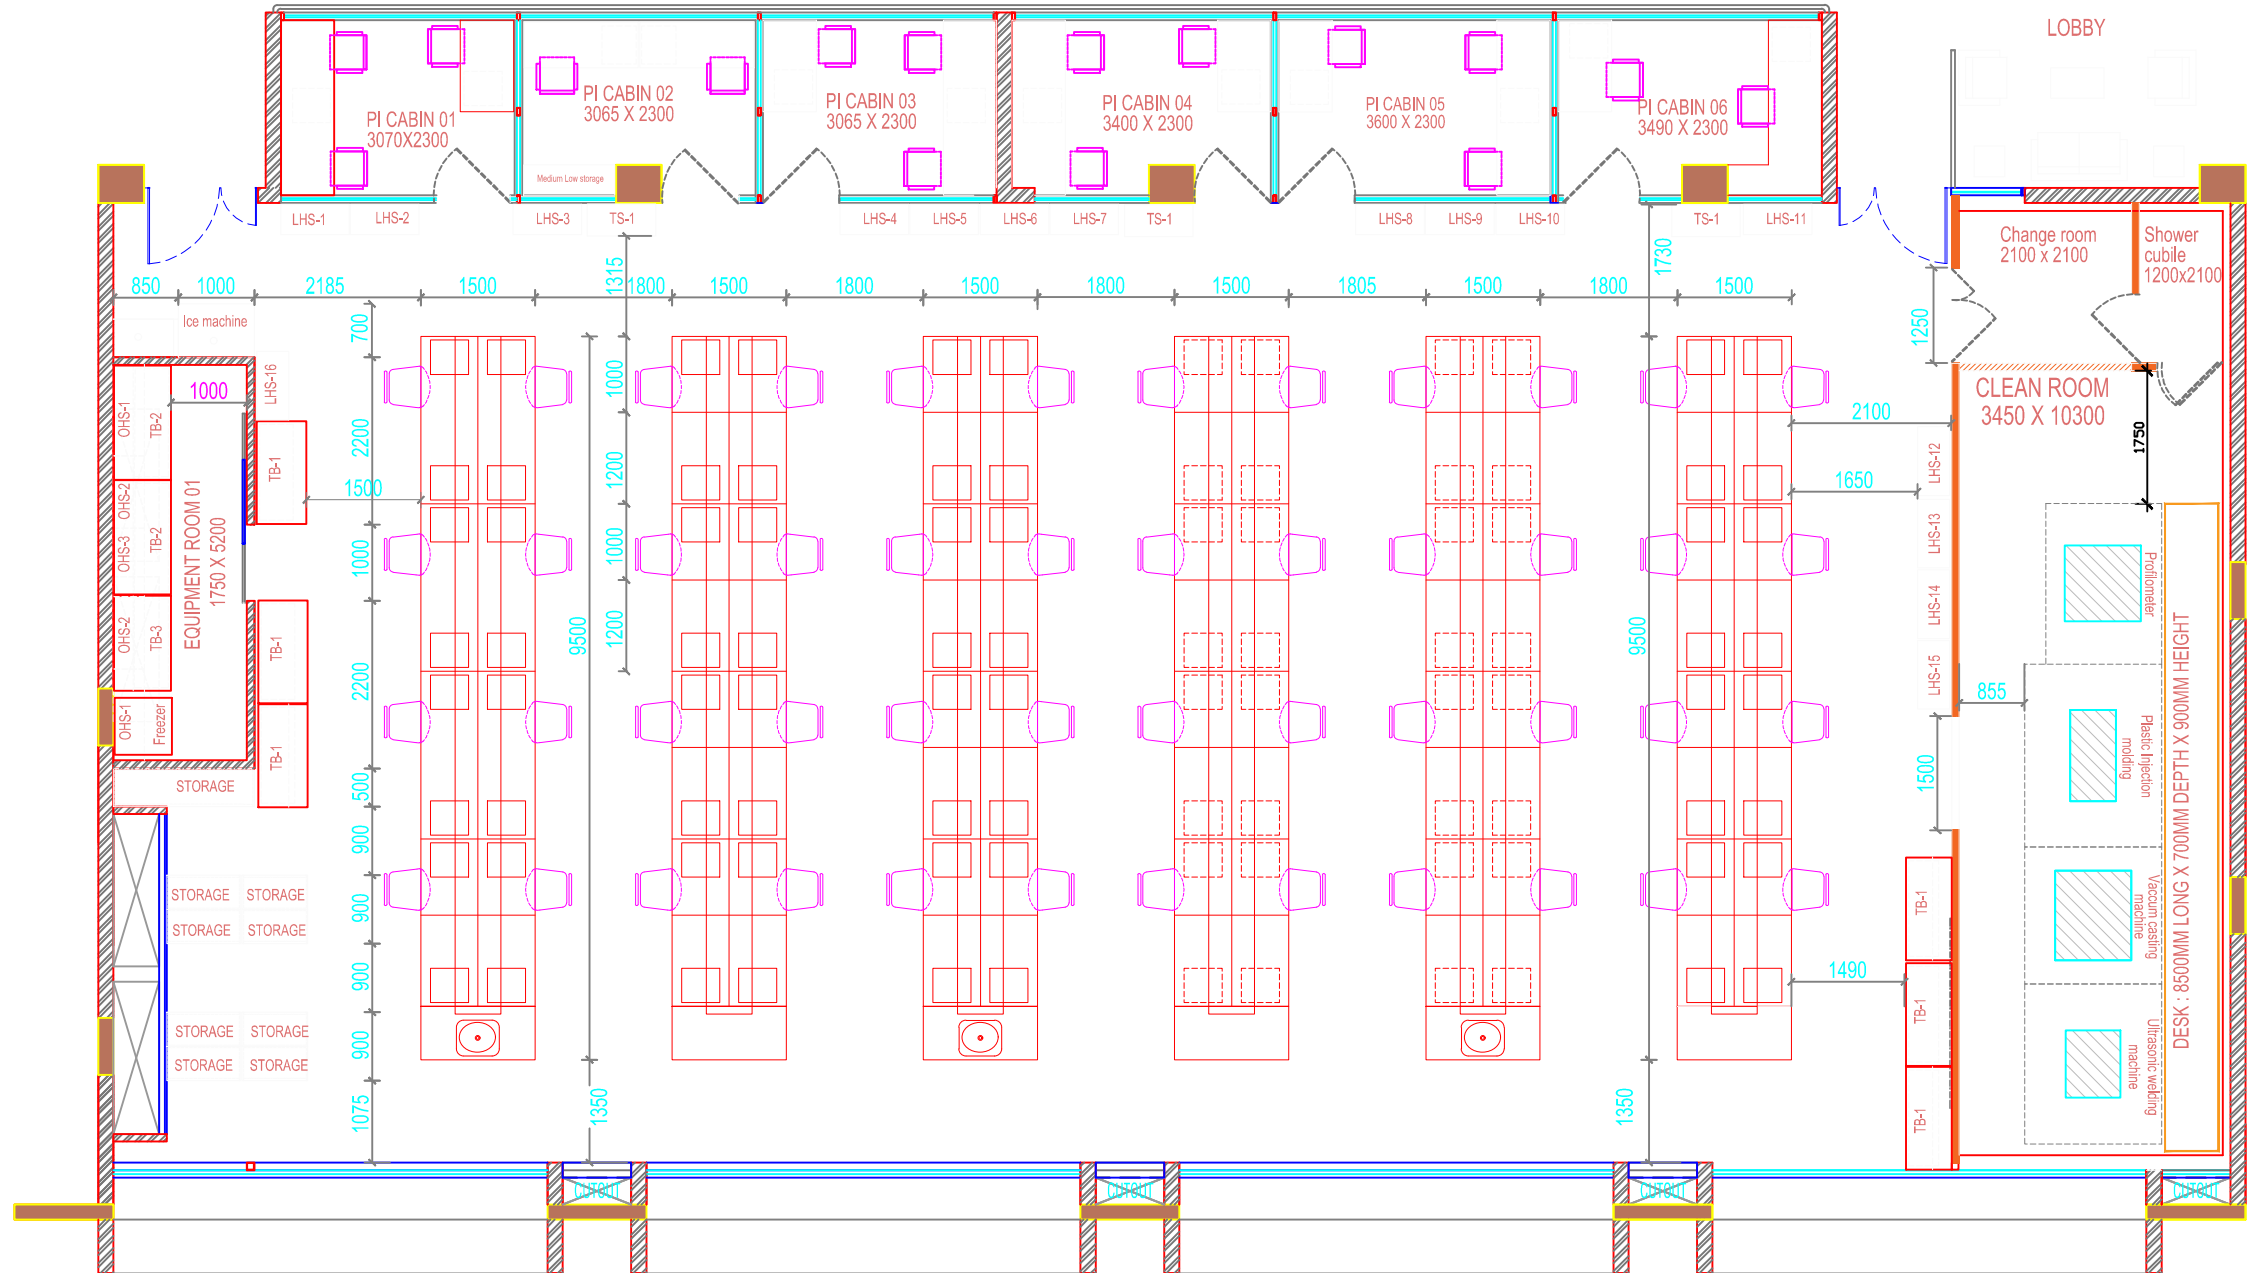 LOBBY
PI CABIN 01
3070X2300
PI CABIN 02
3065 X 2300
PI CABIN 03
3065 X 2300
PI CABIN 04
3400 X 2300
PI CABIN 05
3600 X 2300
PI CABIN 06
3490 X 2300
Medium Low storage
LHS-1
LHS-2
LHS-3
TS-1
LHS-4
LHS-5
LHS-6
LHS-7
TS-1
LHS-8
LHS-9
LHS-10
TS-1
LHS-11
Change room
2100 x 2100
Shower
cubile
1200x2100
850
1000
2185
1500
1315
1800
1500
1800
1500
1800
1500
1805
1500
1800
1730
1500
1250
700
Ice machine
LHS-16
1000
OHS-1
TB-2
OHS-2
OHS-3
TB-2
OHS-2
TB-3
OHS-1
Freezer
EQUIPMENT ROOM 01
1750 X 5200
TB-1
TB-1
TB-1
1500
2200
1000
2200
500
900
900
900
900
1075
1000
1200
1000
1200
9500
1350
9500
1350
STORAGE
STORAGE STORAGE
STORAGE STORAGE
STORAGE STORAGE
STORAGE STORAGE
CLEAN ROOM
3450 X 10300
1750
2100
1650
LHS-12
LHS-13
LHS-14
LHS-15
855
1500
1490
TB-1
TB-1
TB-1
Profilometer
Plastic Injection
molding
Vaccum casting
machine
Ultrasonic welding
machine
DESK : 8500MM LONG X 700MM DEPTH X 900MM HEIGHT
CUTOUT
CUTOUT
CUTOUT
CUTOUT